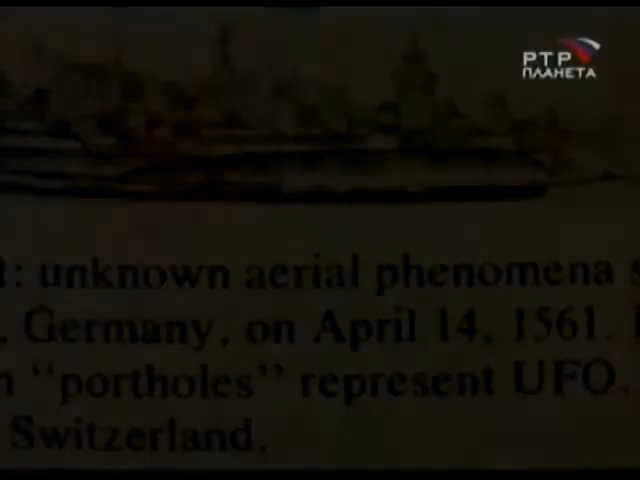 РТР
ПЛАНЕТА
: unknown aerial phenomena
, Germany, on April 14, 1561.
"portholes" represent UFO.
Switzerland.